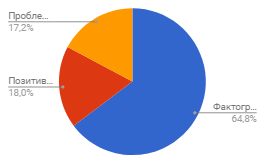 Пробле...
17,2%
Позитив...
18,0%
Фактогр...
64,8%